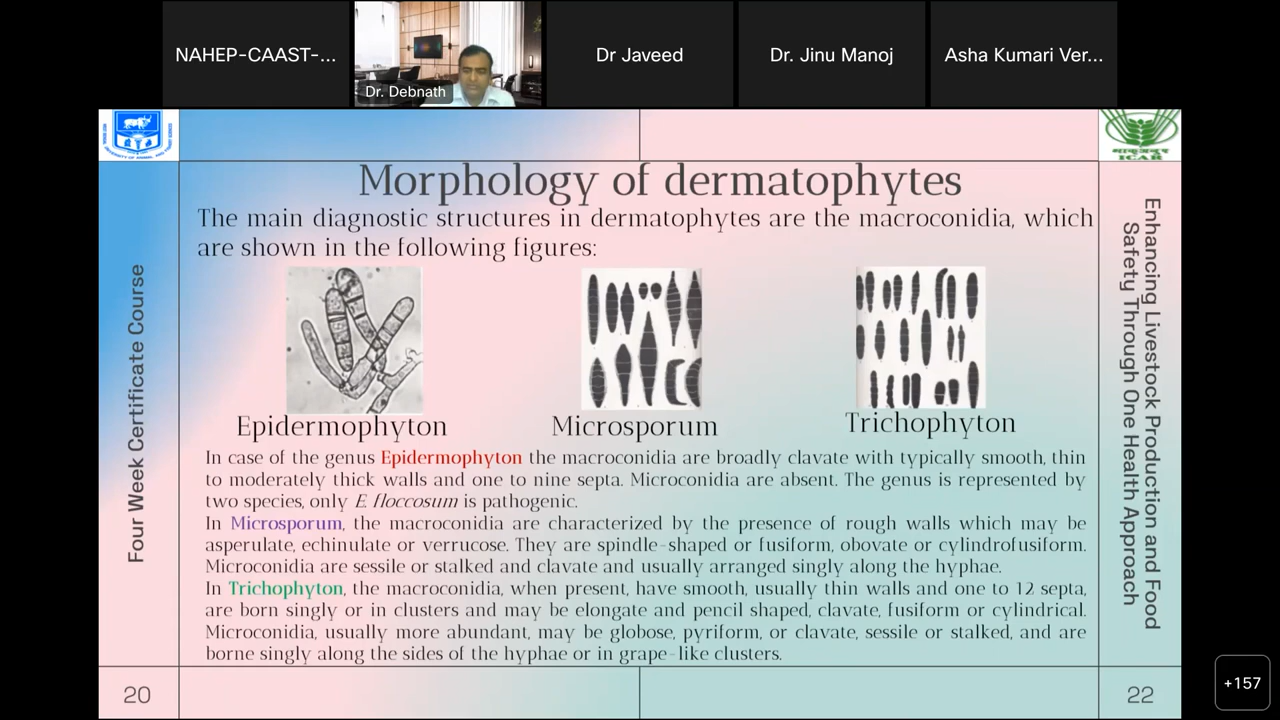 NAHEP-CAAST-...
Dr. Debnath
Dr Javeed
Dr. Jinu Manoj
Asha Kumari Ver...
ICAR
Morphology of dermatophytes
The main diagnostic structures in dermatophytes are the macroconidia, which
are shown in the following figures:
Epidermophyton
Microsporum
Trichophyton
In case of the genus Epidermophyton the macroconidia are broadly clavate with typically smooth, thin
to moderately thick walls and one to nine septa. Microconidia are absent. The genus is represented by
two species, only E. floccosum is pathogenic.
In Microsporum, the macroconidia are characterized by the presence of rough walls which may be
asperulate, echinulate or verrucose. They are spindle-shaped or fusiform, obovate or cylindrofusiform.
Microconidia are sessile or stalked and clavate and usually arranged singly along the hyphae.
In Trichophyton, the macroconidia, when present, have smooth, usually thin walls and one to 12 septa,
are born singly or in clusters and may be elongate and pencil shaped, clavate, fusiform or cylindrical.
Microconidia, usually more abundant, may be globose, pyriform, or clavate, sessile or stalked, and are
borne singly along the sides of the hyphae or in grape-like clusters.
Four Week Certificate Course
Enhancing Livestock Production and Food
Safety Through One Health Approach
20
22
+157